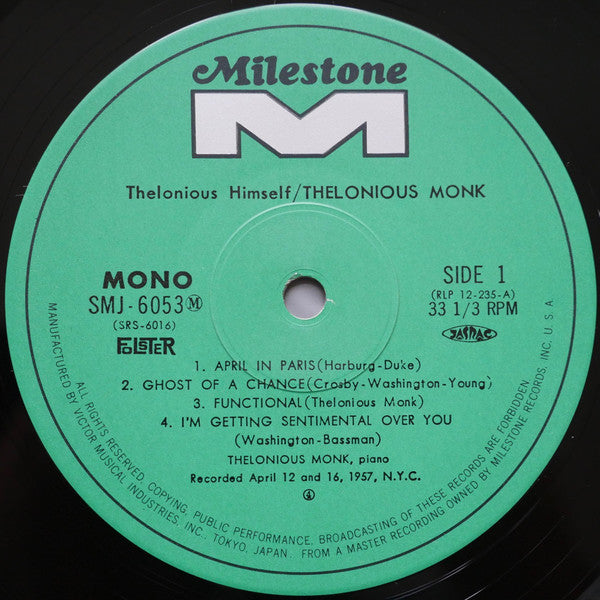 Milestone
M
Thelonious Himself/THELONIOUS MONK
MONO
SMJ-6053 Ⓜ
(SRS-6016)
FOLSTER
SIDE 1
(RLP 12-235-A)
33 1/3 RPM
JASRAC
1. APRIL IN PARIS(Harburg-Duke)
2. GHOST OF A CHANCE(Crosby-Washington-Young)
3. FUNCTIONAL(Thelonious Monk)
4. I'M GETTING SENTIMENTAL OVER YOU
(Washington-Bassman)
THELONIOUS MONK, piano
Recorded April 12 and 16, 1957, N.Y.C.
MANUFACTURED BY VICTOR MUSICAL INDUSTRIES, INC., TOKYO, JAPAN. FROM A MASTER RECORDING OWNED BY MILESTONE RECORDS, INC. U.S.A
ALL RIGHTS RESERVED. COPYING, PUBLIC PERFORMANCE, BROADCASTING OF THESE RECORDS ARE FORBIDDEN